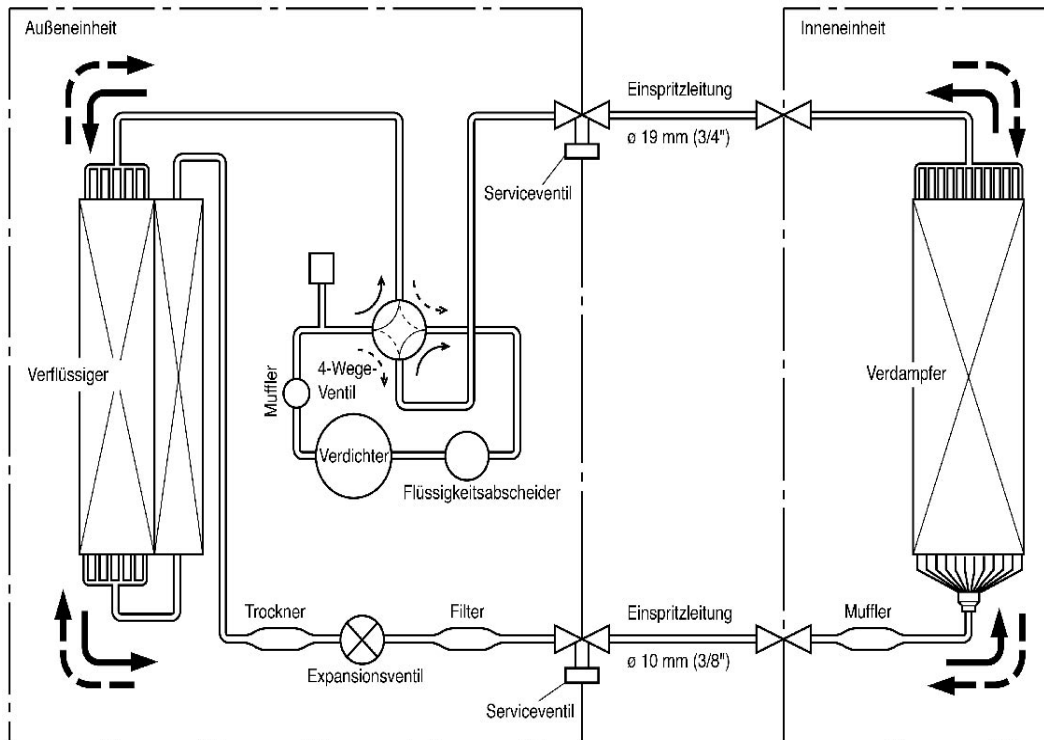 Außeneinheit
Inneneinheit
Einspritzleitung
ø 19 mm (3/4")
Serviceventil
Verflüssiger
Muffler
4-Wege-
Ventil
Verdichter
Flüssigkeitsabscheider
Verdampfer
Trockner
Expansionsventil
Filter
Einspritzleitung
ø 10 mm (3/8")
Serviceventil
Muffler